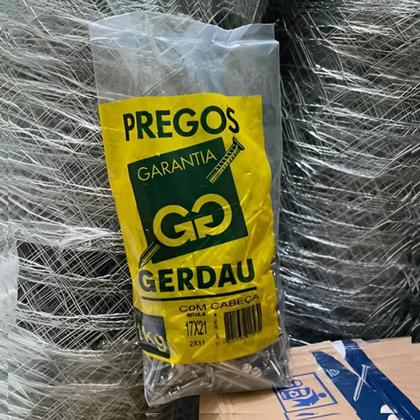 PREGOS
GARANTIA
GG
GERDAU
COM CABEÇA
17X21
2X11
1kg